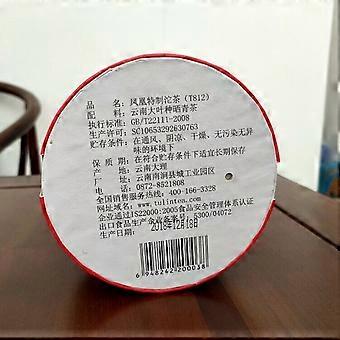 品 名：凤凰特制沱茶（T812）
配 料：云南大叶种晒青茶
执行标准：GB/T22111-2008
生产许可：SC10653292630763
贮存条件：在通风、阴凉、干燥、无污染无异
味的环境下
保 质 期：在符合贮存条件下适宜长期保存
产 地：云南大理
厂 址：云南南涧县城工业园区
电 话：0872-8521808
全国销售服务热线：400-166-3328
网址域名：www.tulintea.com
企业通过JS22000:2005食品安全管理体系认证
出口食品生产企业备案号：5300/04072
生产日期：2018年12月18日
6 948262 200038